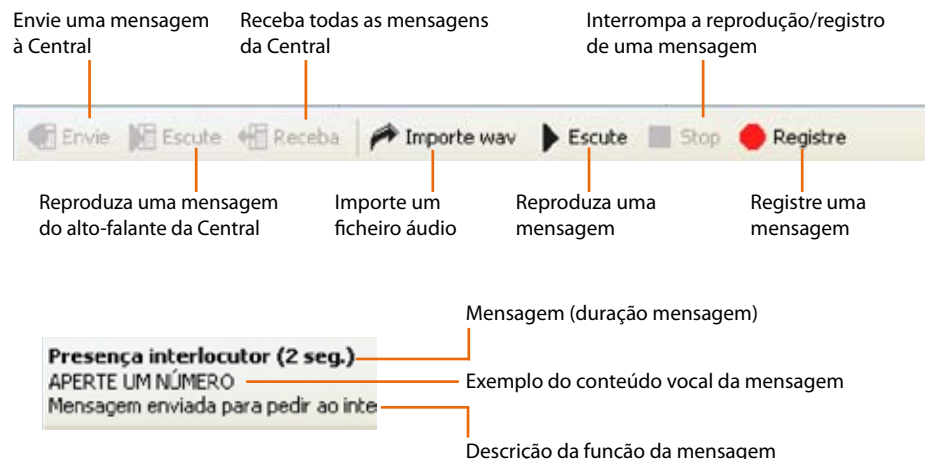 Envie uma mensagem
à Central
Receba todas as mensagens
da Central
Interrompa a reprodução/registro
de uma mensagem
Envie Escute Receba Importe wav Escute Stop Registre
Reproduza uma mensagem
do alto-falante da Central
Importe um
ficheiro áudio
Reproduza uma
mensagem
Registre uma
mensagem
Mensagem (duração mensagem)
Presença interlocutor (2 seg.)
APERTE UM NÚMERO
Exemplo do conteúdo vocal da mensagem
Mensagem enviada para pedir ao inte
Descrição da função da mensagem